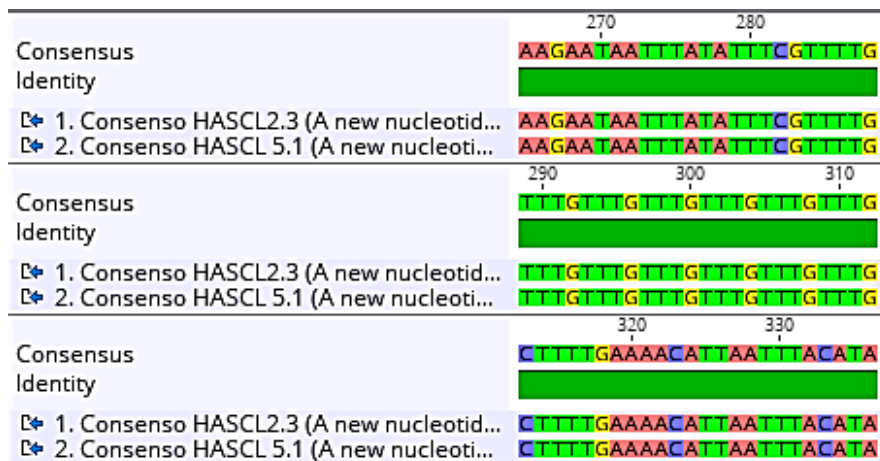 270 280
Consensus AAGAATAATTTATATTTCGTTTTG
Identity
1. Consenso HASCL2.3 (A new nucleotid... AAGAATAATTTATATTTCGTTTTG
2. Consenso HASCL 5.1 (A new nucleoti... AAGAATAATTTATATTTCGTTTTG
290 300 310
Consensus TTTGTTTGTTTGTTTGTTTGTTTG
Identity
1. Consenso HASCL2.3 (A new nucleotid... TTTGTTTGTTTGTTTGTTTGTTTG
2. Consenso HASCL 5.1 (A new nucleoti... TTTGTTTGTTTGTTTGTTTGTTTG
320 330
Consensus CTTTTGAAAACATTAATTTACATA
Identity
1. Consenso HASCL2.3 (A new nucleotid... CTTTTGAAAACATTAATTTACATA
2. Consenso HASCL 5.1 (A new nucleoti... CTTTTGAAAACATTAATTTACATA